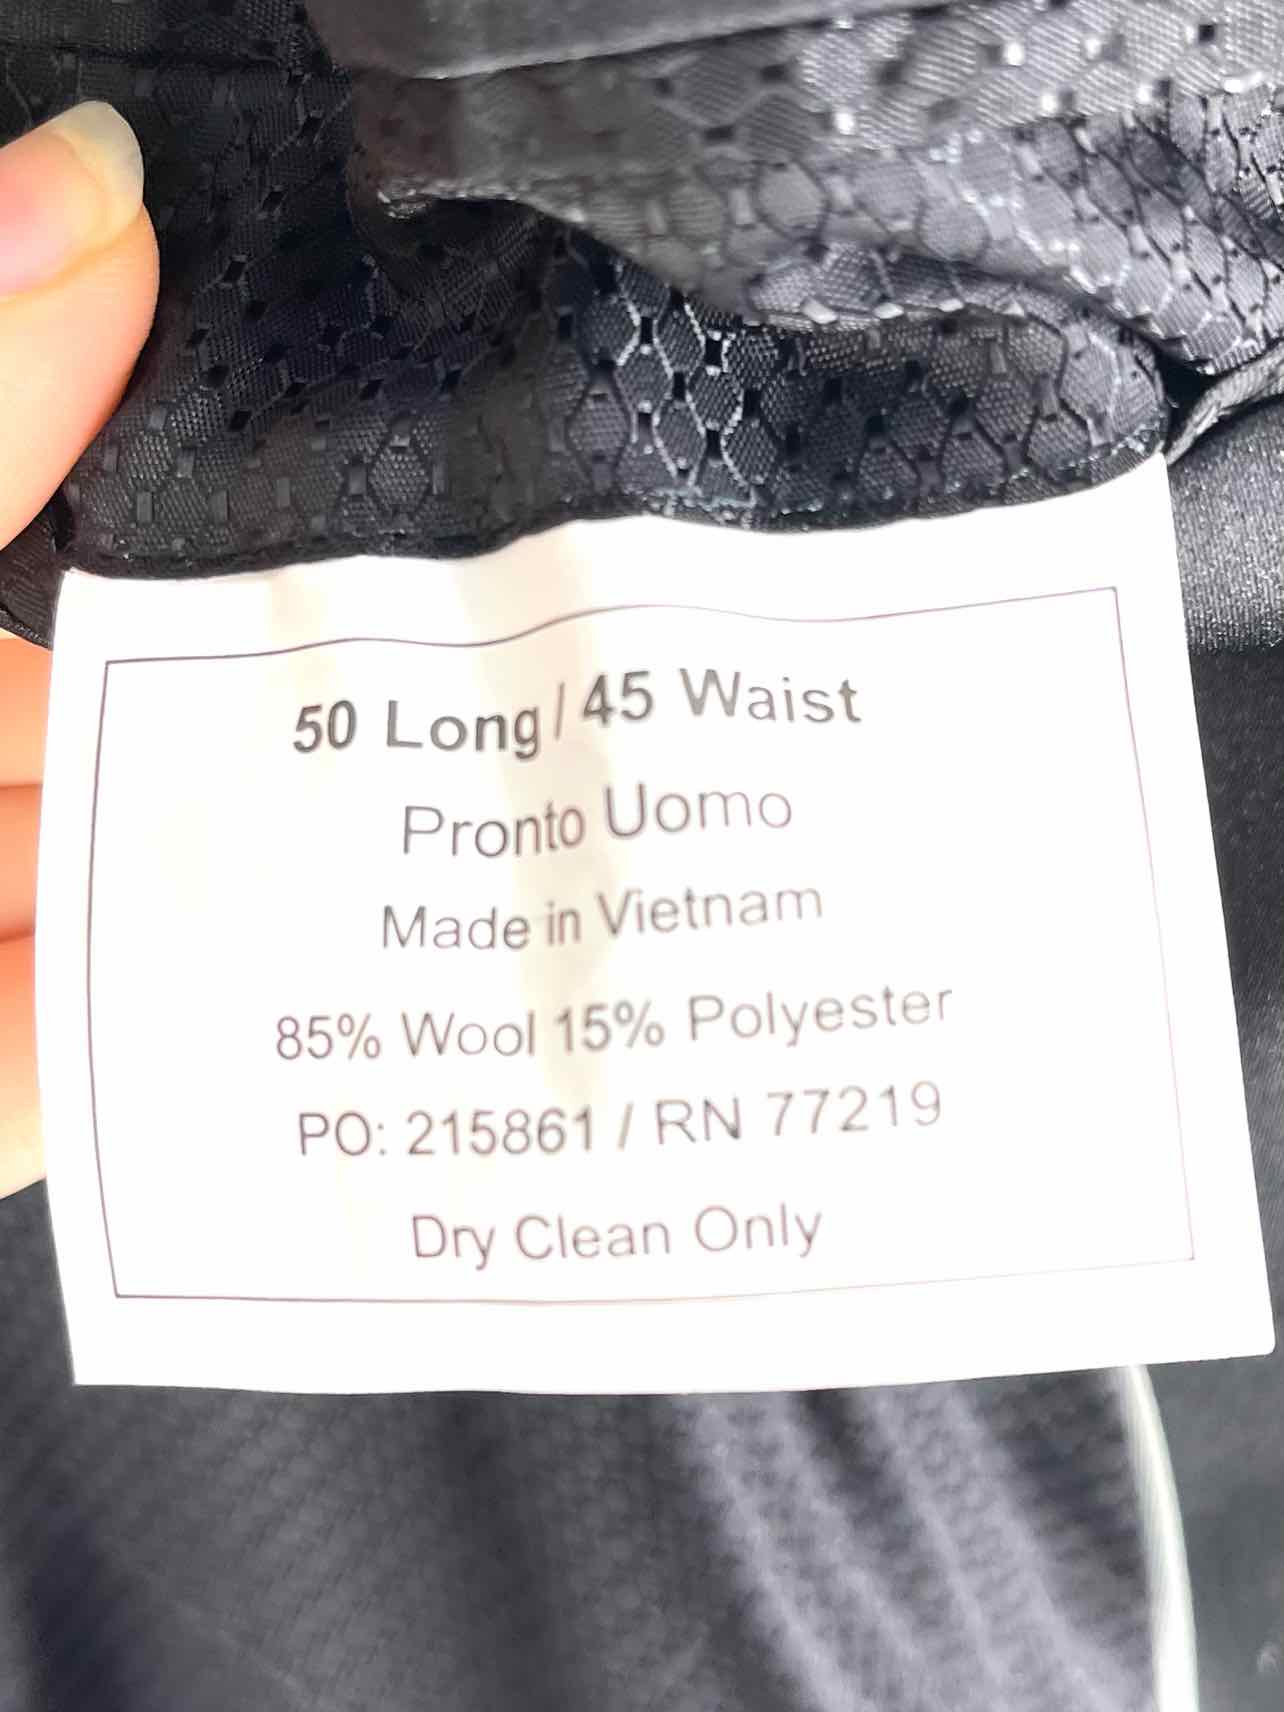 50 Long / 45 Waist
Pronto Uomo
Made in Vietnam
85% Wool 15% Polyester
PO: 215861 / RN 77219
Dry Clean Only